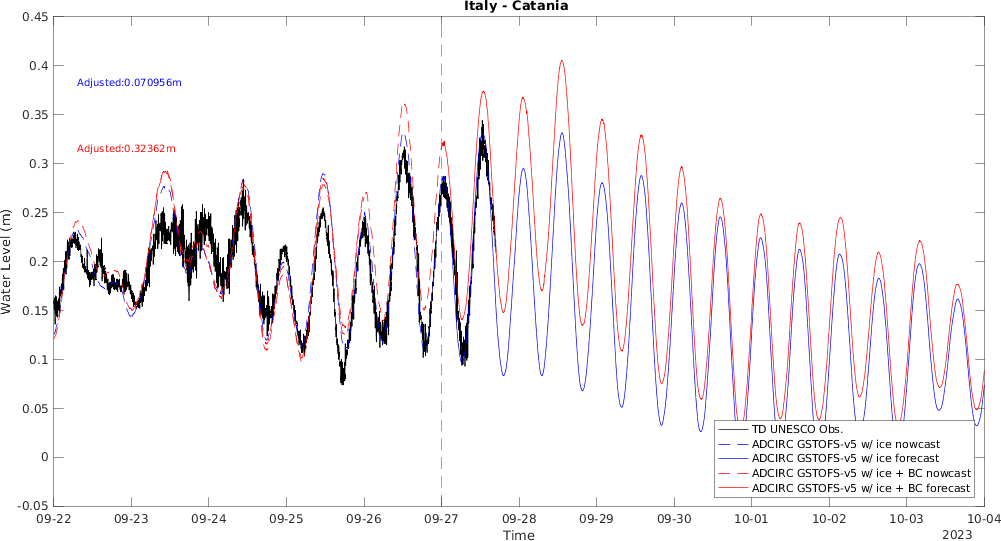 Italy - Catania
0.45
0.4
0.35
0.3
0.25
0.2
0.15
0.1
0.05
0
-0.05
Water Level (m)
Adjusted:0.070956m
Adjusted:0.32362m
TD UNESCO Obs.
ADCIRC GSTOFS-v5 w/ ice nowcast
ADCIRC GSTOFS-v5 w/ ice forecast
ADCIRC GSTOFS-v5 w/ ice + BC nowcast
ADCIRC GSTOFS-v5 w/ ice + BC forecast
09-22 09-23 09-24 09-25 09-26 09-27 09-28 09-29 09-30 10-01 10-02 10-03 10-04
Time
2023